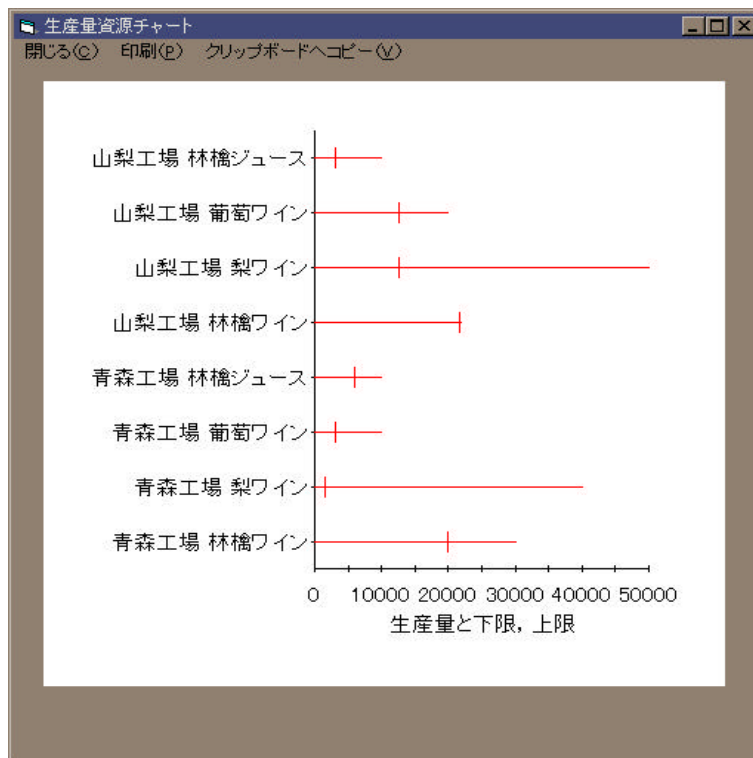 生産量資源チャート
閉じる(C) 印刷(P) クリップボードへコピー(V)
山梨工場 林檎ジュース
山梨工場 葡萄ワイン
山梨工場 梨ワイン
山梨工場 林檎ワイン
青森工場 林檎ジュース
青森工場 葡萄ワイン
青森工場 梨ワイン
青森工場 林檎ワイン
0 10000 20000 30000 40000 50000
生産量と下限, 上限